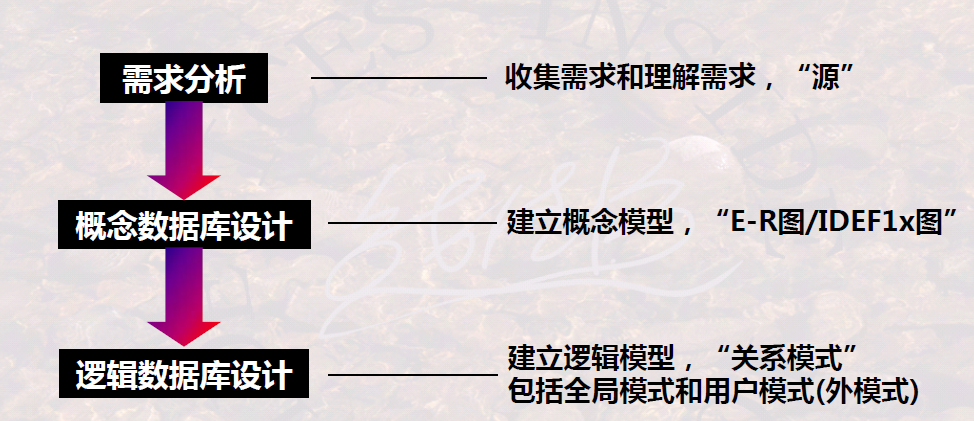 需求分析
收集需求和理解需求，“源”
概念数据库设计
建立概念模型，“E-R图/IDEF1x图”
逻辑数据库设计
建立逻辑模型，“关系模式”
包括全局模式和用户模式(外模式)